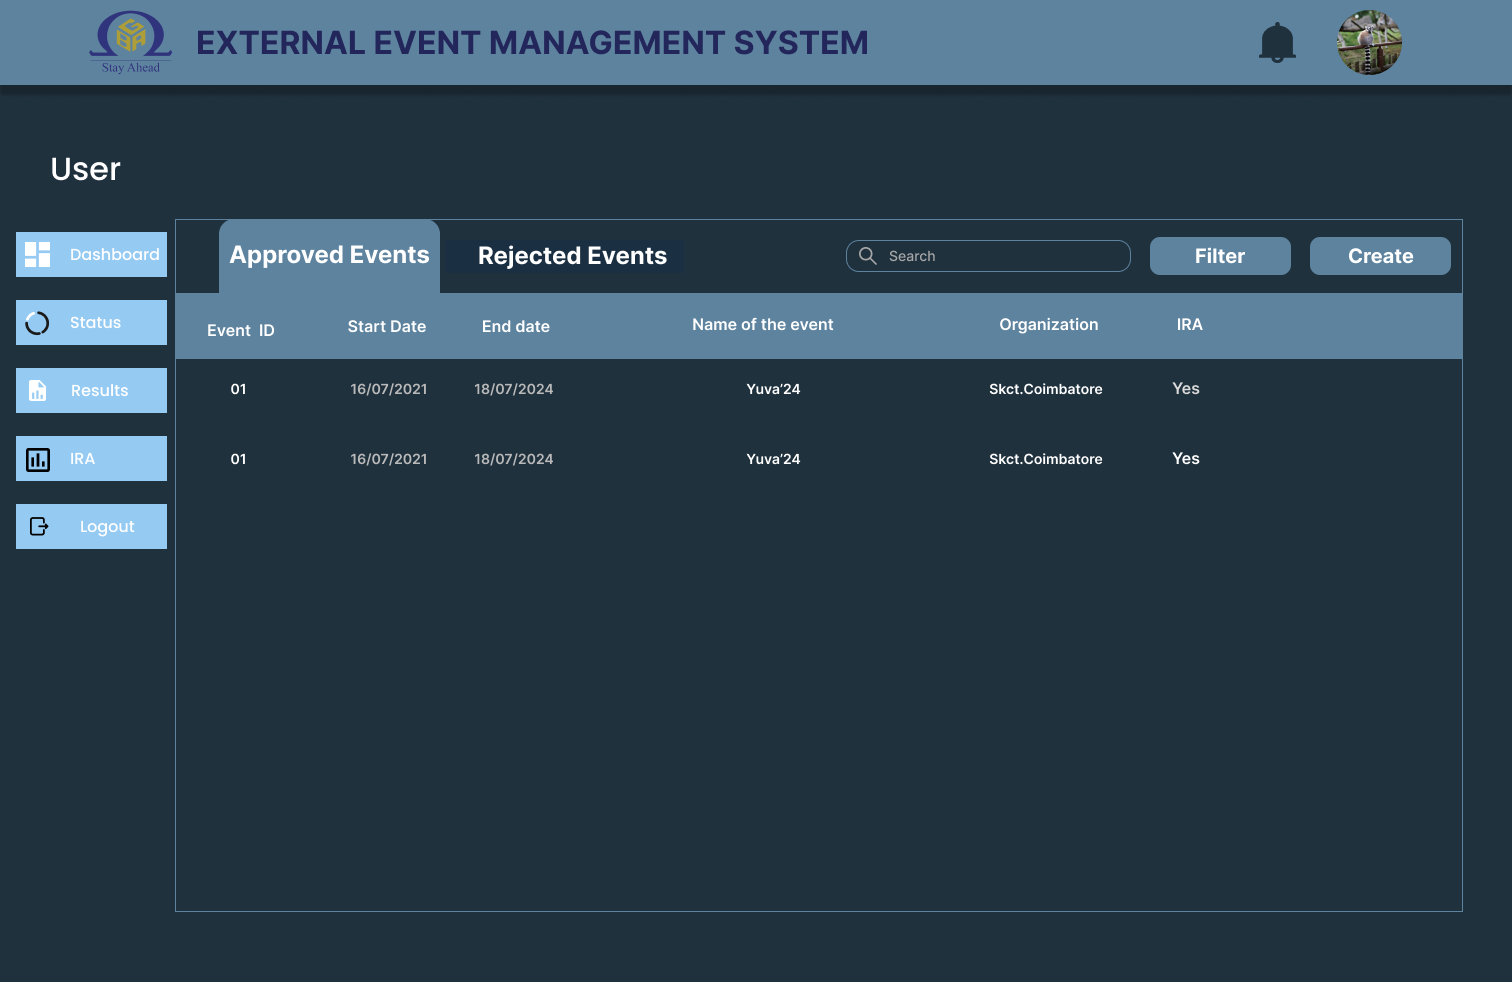 EXTERNAL EVENT MANAGEMENT SYSTEM
Stay Ahead
User
Dashboard
Status
Results
IRA
Logout
Approved Events
Rejected Events
Search
Filter
Create
Event ID Start Date End date Name of the event Organization IRA
01 16/07/2021 18/07/2024 Yuva’24 Skct.Coimbatore Yes
01 16/07/2021 18/07/2024 Yuva’24 Skct.Coimbatore Yes